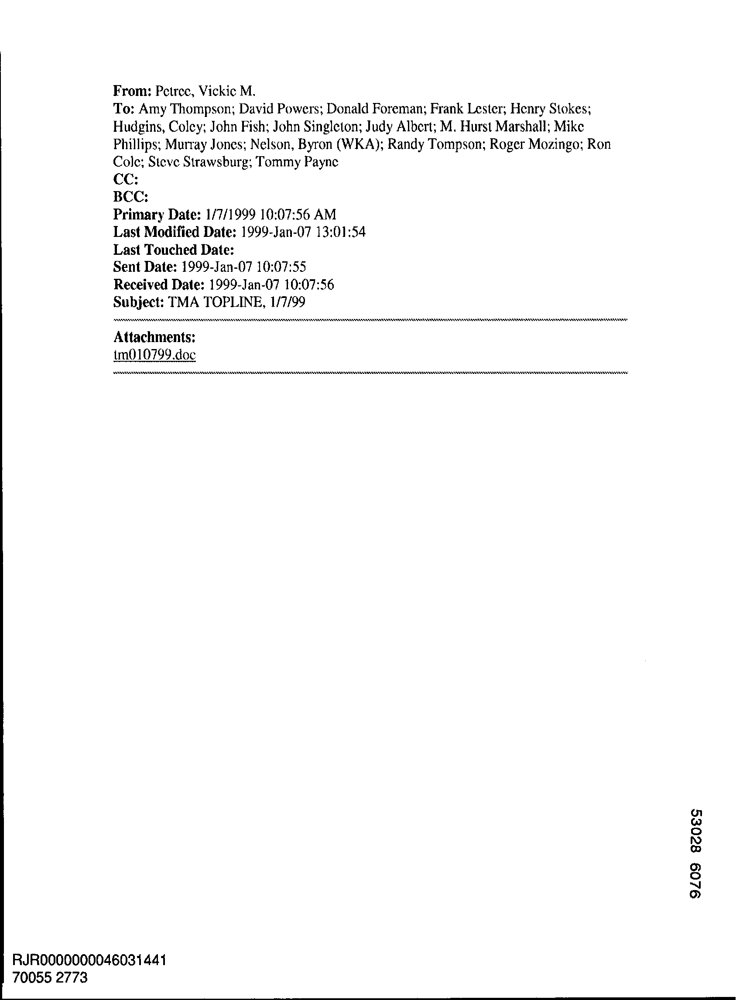 From: Petree, Vickie M.
To: Amy Thompson; David Powers; Donald Foreman; Frank Lester; Henry Stokes;
Hudgins, Coley; John Fish; John Singleton; Judy Albert; M. Hurst Marshall; Mike
Phillips; Murray Jones; Nelson, Byron (WKA); Randy Tompson; Roger Mozingo; Ron
Cole; Steve Strawsburg; Tommy Payne
CC:
BCC:
Primary Date: 1/7/1999 10:07:56 AM
Last Modified Date: 1999-Jan-07 13:01:54
Last Touched Date:
Sent Date: 1999-Jan-07 10:07:55
Received Date: 1999-Jan-07 10:07:56
Subject: TMA TOPLINE, 1/7/99
Attachments:
tm010799.doc
53028 6076
RJR0000000046031441
70055 2773